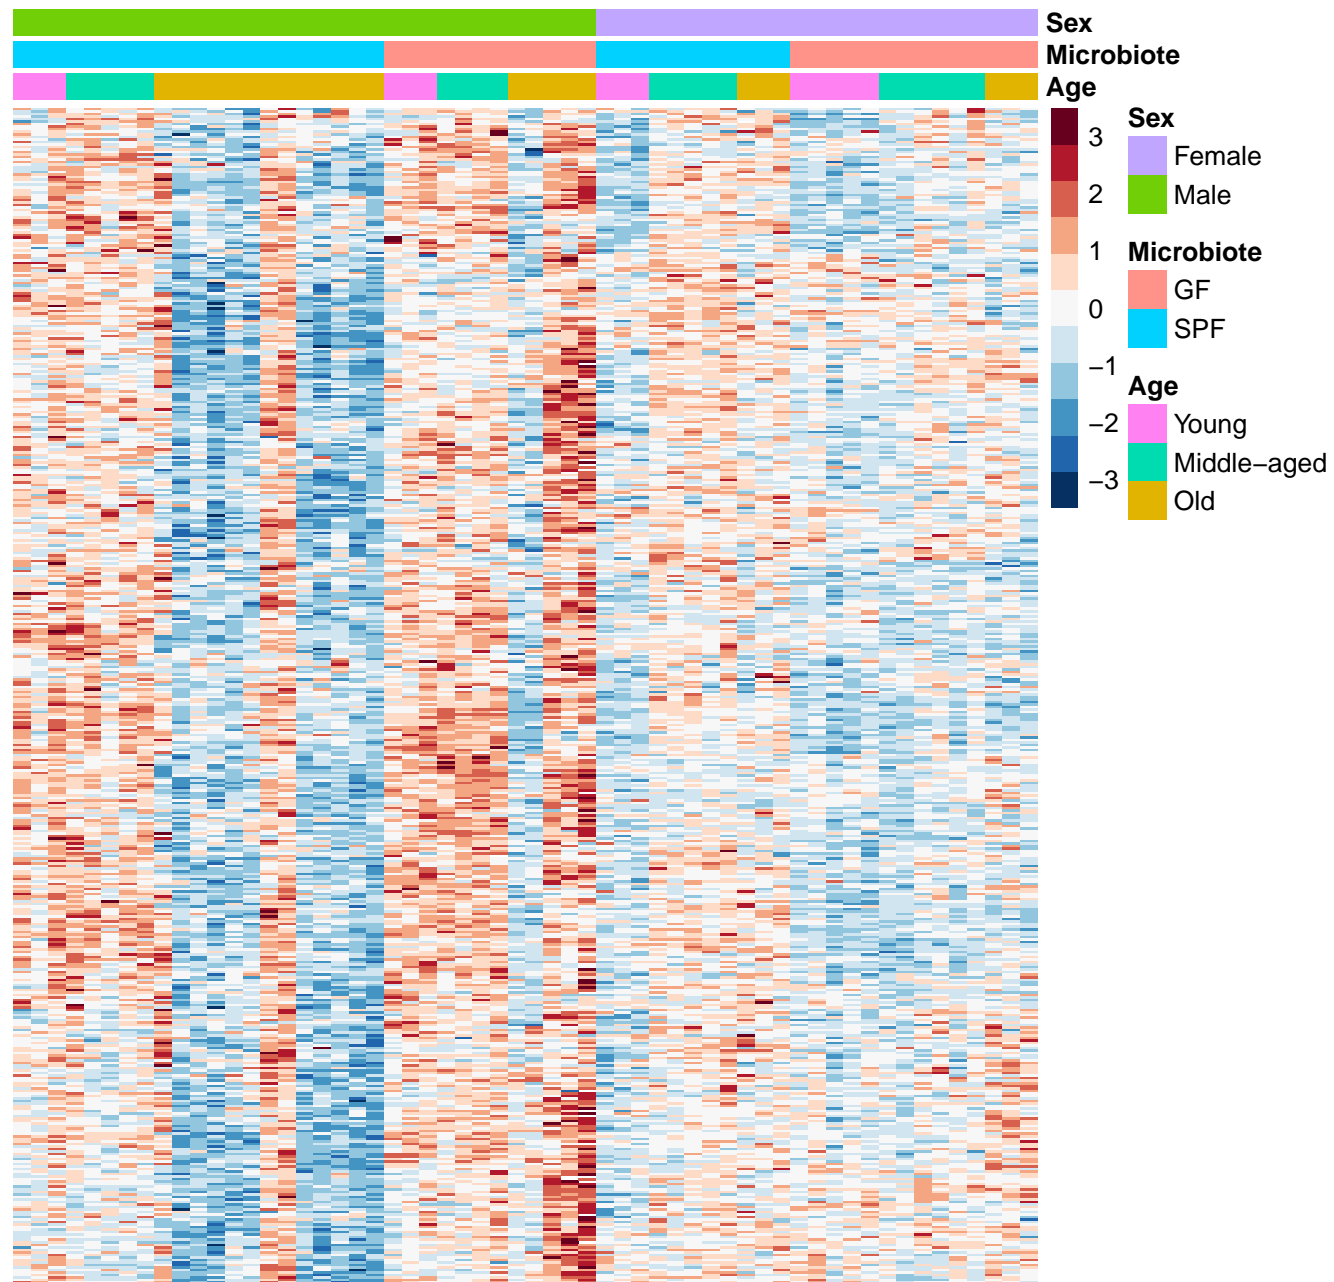 Sex
Microbiote
Age
3
2
1
0
−1
−2
−3
Sex
Female
Male
Microbiote
GF
SPF
Age
Young
Middle−aged
Old